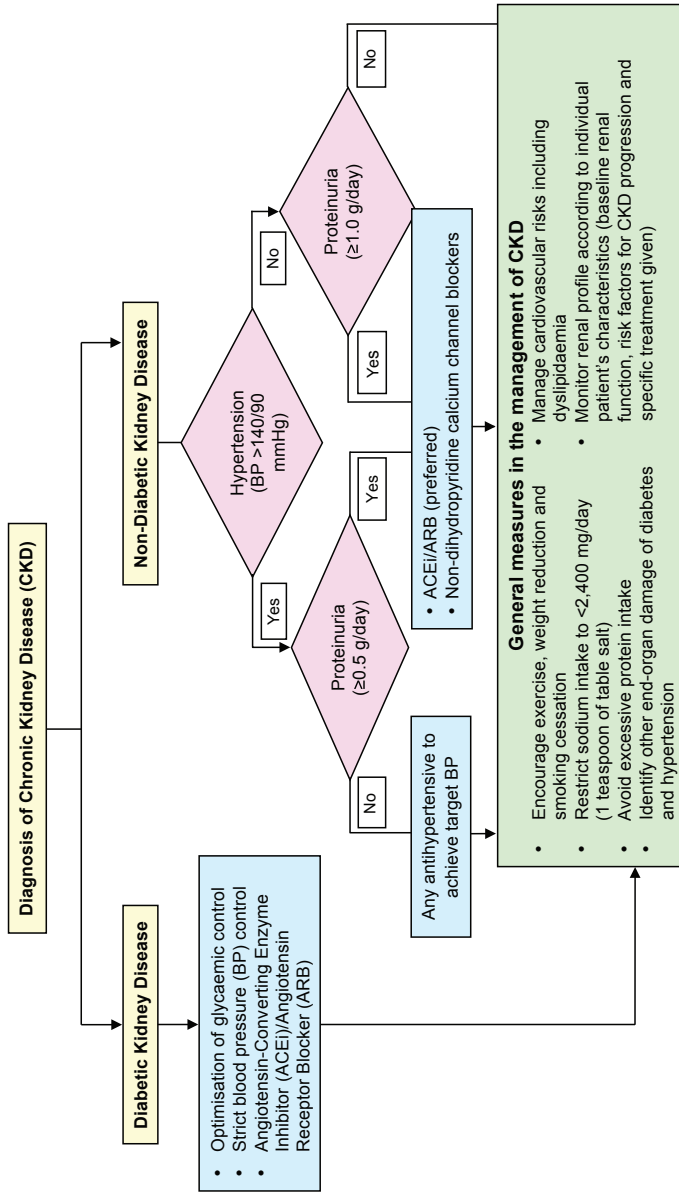 Diagnosis of Chronic Kidney Disease (CKD)
Diabetic Kidney Disease
Non-Diabetic Kidney Disease
• Optimisation of glycaemic control
• Strict blood pressure (BP) control
• Angiotensin-Converting Enzyme
Inhibitor (ACEi)/Angiotensin
Receptor Blocker (ARB)
Hypertension
(BP >140/90
mmHg)
Yes
No
Proteinuria
(≥0.5 g/day)
Proteinuria
(≥1.0 g/day)
No
Yes
Yes
No
Any antihypertensive to
achieve target BP
• ACEi/ARB (preferred)
• Non-dihydropyridine calcium channel blockers
General measures in the management of CKD
• Encourage exercise, weight reduction and
smoking cessation
• Restrict sodium intake to <2,400 mg/day
(1 teaspoon of table salt)
• Avoid excessive protein intake
• Identify other end-organ damage of diabetes
and hypertension
• Manage cardiovascular risks including
dyslipidaemia
• Monitor renal profile according to individual
patient's characteristics (baseline renal
function, risk factors for CKD progression and
specific treatment given)